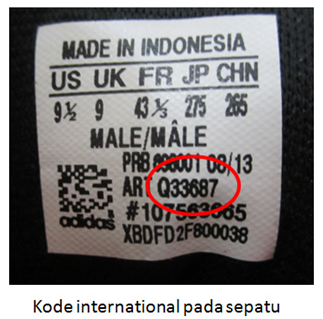 MADE IN INDONESIA
US UK FR JP CHN
9½ 9 43⅓ 275 265
MALE/MÂLE
PRB 08/13
ART Q33687
adidas
XBDFD2F800038
Kode international pada sepatu